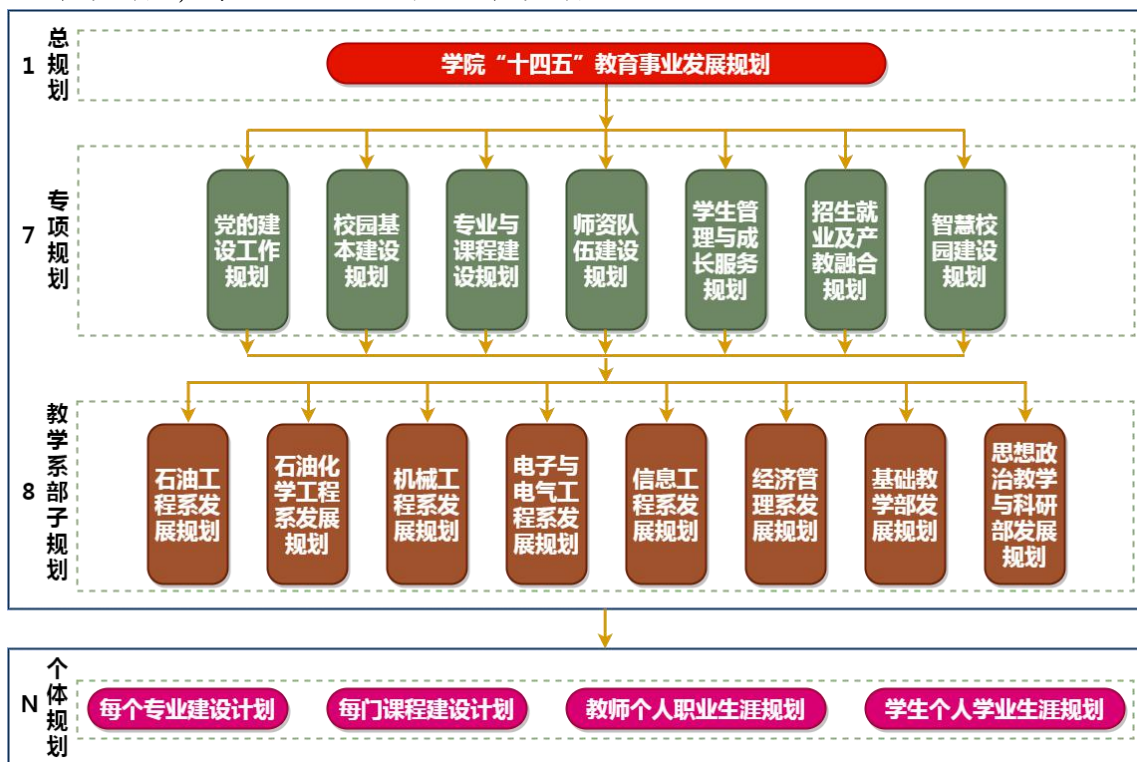 总规划
1
学院“十四五”教育事业发展规划
专项规划
7
党的建
设工作
规划
校园基
本建设
规划
专业与
课程建
设规划
师资队
伍建设
规划
学生管
理与成
长服务
规划
招生就
业及产
教融合
规划
智慧校
园建设
规划
教学系部子规划
8
石油工
程系发
展规划
石油化
学工程
系发展
规划
机械工
程系发
展规划
电子与
电气工
程系发
展规划
信息工
程系发
展规划
经济管
理系发
展规划
基础教
学部发
展规划
思想政
治教学
与科研
部发展
规划
个体规划
N
每个专业建设计划
每门课程建设计划
教师个人职业生涯规划
学生个人学业生涯规划